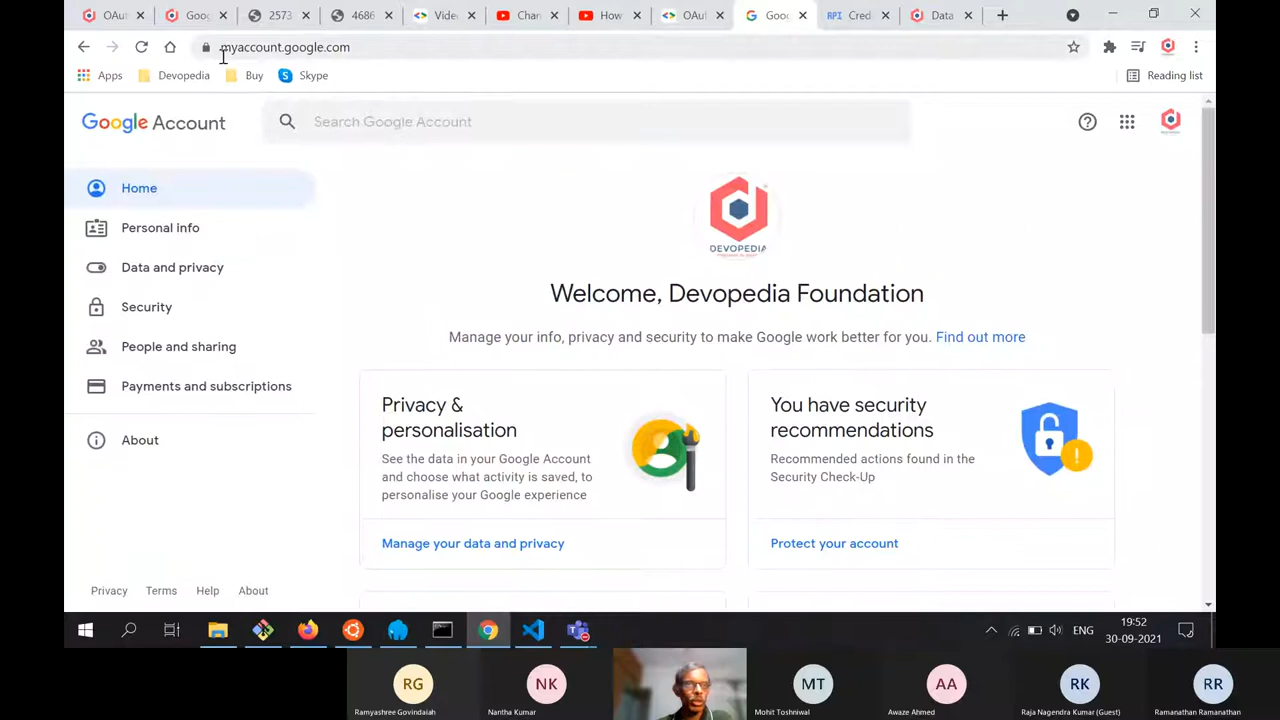 OAut
Goog
2573
4686
Video
Chan
How
OAut
Goog
RPI Cred
Data
myaccount.google.com
Apps
Devopedia
Buy
Skype
Reading list
Google Account
Search Google Account
Home
Personal info
Data and privacy
Security
People and sharing
Payments and subscriptions
About
DEVOPEDIA
Welcome, Devopedia Foundation
Manage your info, privacy and security to make Google work better for you. Find out more
Privacy &
personalisation
See the data in your Google Account
and choose what activity is saved, to
personalise your Google experience
Manage your data and privacy
You have security
recommendations
Recommended actions found in the
Security Check-Up
Protect your account
Privacy
Terms
Help
About
ENG
19:52
30-09-2021
RG
Ramyashree Govindaiah
NK
Nantha Kumar
MT
Mohit Toshniwal
AA
Awaze Ahmed
RK
Raja Nagendra Kumar (Guest)
RR
Ramanathan Ramanathan